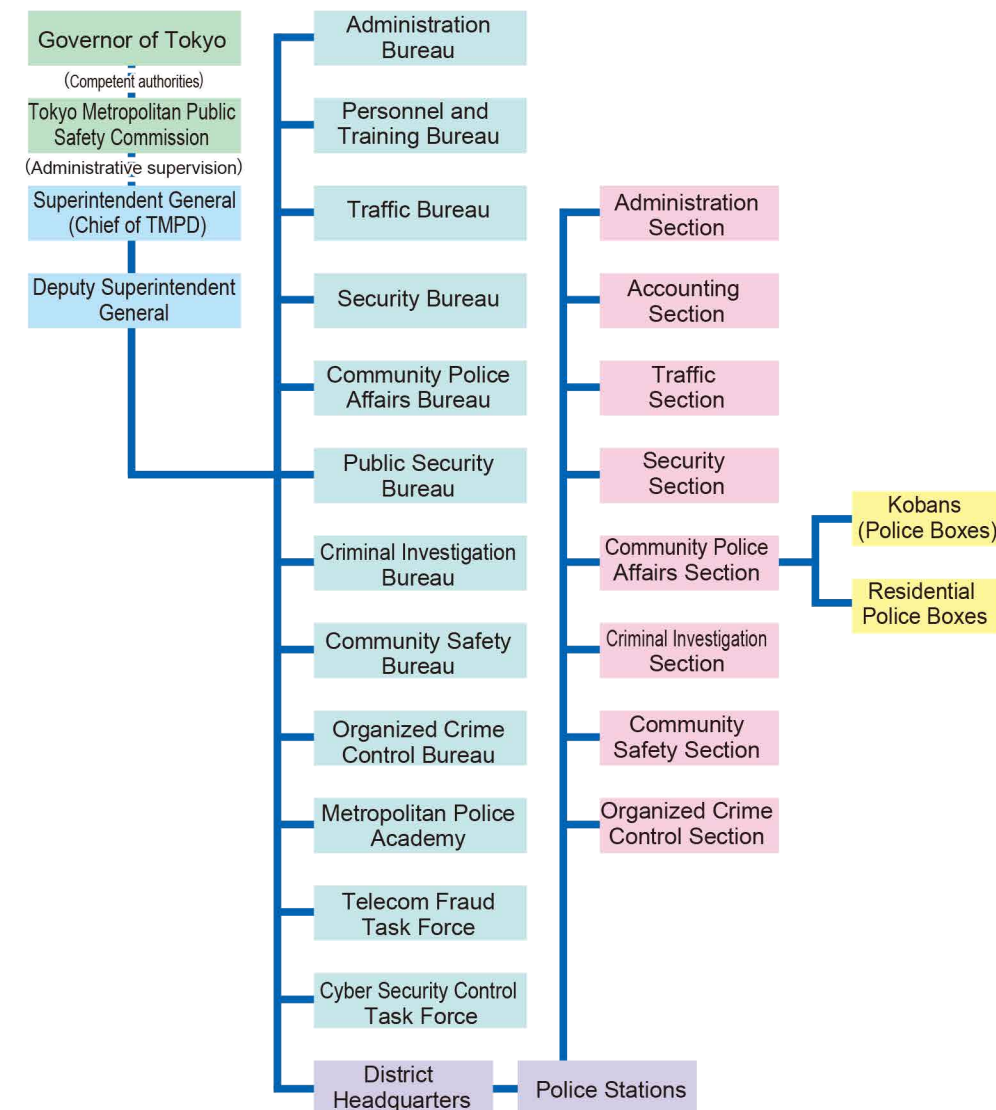 Governor of Tokyo
(Competent authorities)
Tokyo Metropolitan Public
Safety Commission
(Administrative supervision)
Superintendent General
(Chief of TMPD)
Deputy Superintendent
General
Administration
Bureau
Personnel and
Training Bureau
Traffic Bureau
Security Bureau
Community Police
Affairs Bureau
Public Security
Bureau
Criminal Investigation
Bureau
Community Safety
Bureau
Organized Crime
Control Bureau
Metropolitan Police
Academy
Telecom Fraud
Task Force
Cyber Security Control
Task Force
District
Headquarters
Police Stations
Administration
Section
Accounting
Section
Traffic
Section
Security
Section
Community Police
Affairs Section
Criminal Investigation
Section
Community
Safety Section
Organized Crime
Control Section
Kobans
(Police Boxes)
Residential
Police Boxes